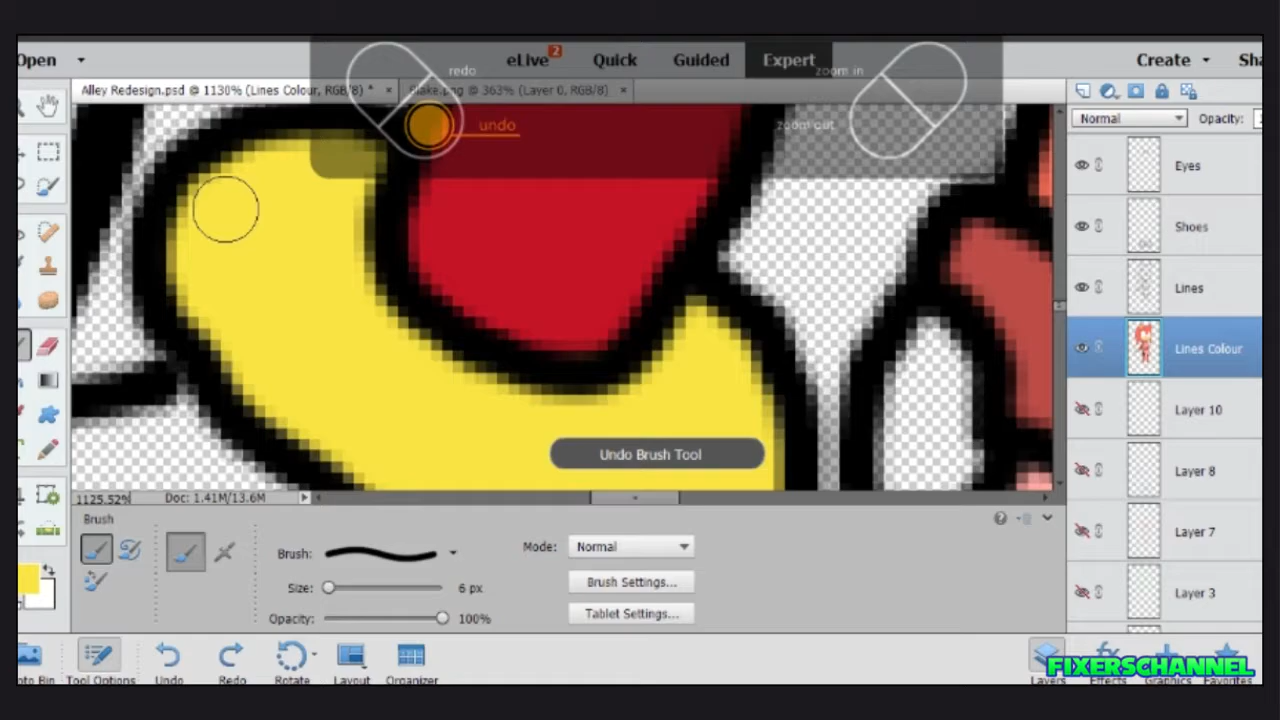 Open
eLive 2
Quick
Guided
Expert
Create
redo
zoom in
undo
zoom out
Alley Redesign.psd @ 1130% (Lines Colour, RGB/8) * ×
Blake.png @ 363% (Layer 0, RGB/8) ×
Normal
Opacity:
Eyes
Shoes
Lines
Lines Colour
Layer 10
Layer 8
Layer 7
Layer 3
Undo Brush Tool
1125.52%
Doc: 1.41M/13.6M
Brush
Brush:
Mode: Normal
Size: 6 px
Brush Settings...
Opacity: 100%
Tablet Settings...
oto Bin
Tool Options
Undo
Redo
Rotate
Layout
Organizer
Layers
Effects
Graphics
Favorites
FIXERSCHANNEL